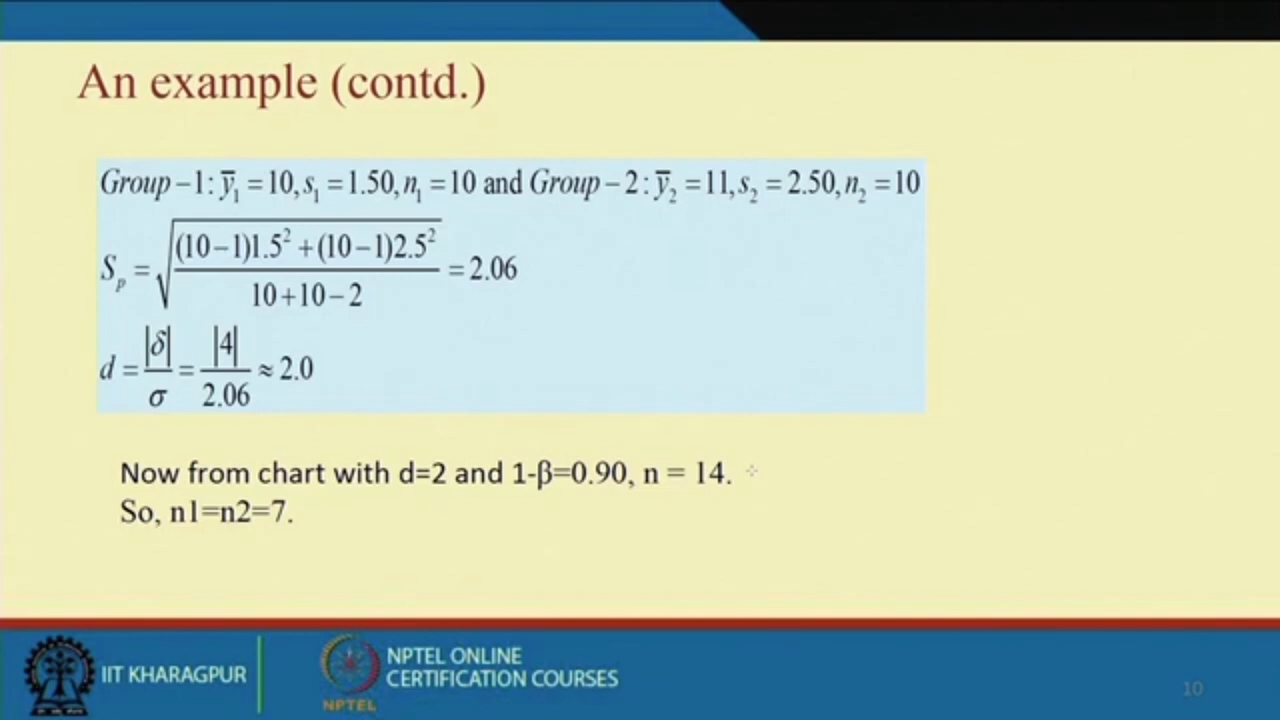 An example (contd.)
Group – 1: ȳ₁ = 10, s₁ = 1.50, n₁ = 10 and Group – 2: ȳ₂ = 11, s₂ = 2.50, n₂ = 10
Sₚ = √((10 – 1)1.5² + (10 – 1)2.5² / 10 + 10 – 2) = 2.06
d = |δ| / σ = |4| / 2.06 ≈ 2.0
Now from chart with d=2 and 1-β=0.90, n = 14.
So, n1=n2=7.
IIT KHARAGPUR
NPTEL
NPTEL ONLINE
CERTIFICATION COURSES
10